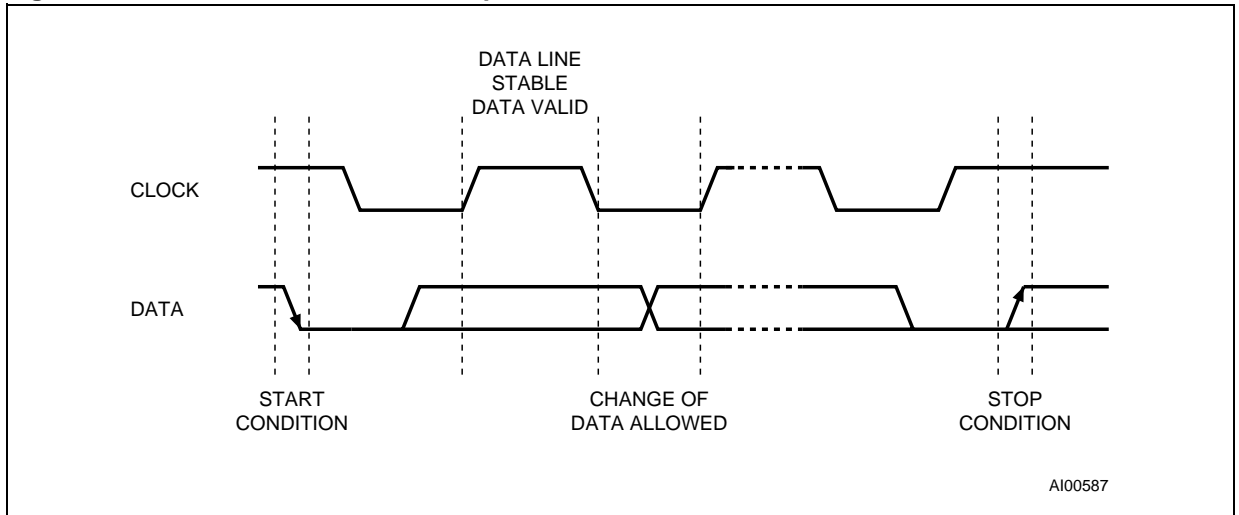 DATA LINE
STABLE
DATA VALID
CLOCK
DATA
START
CONDITION
CHANGE OF
DATA ALLOWED
STOP
CONDITION
AI00587